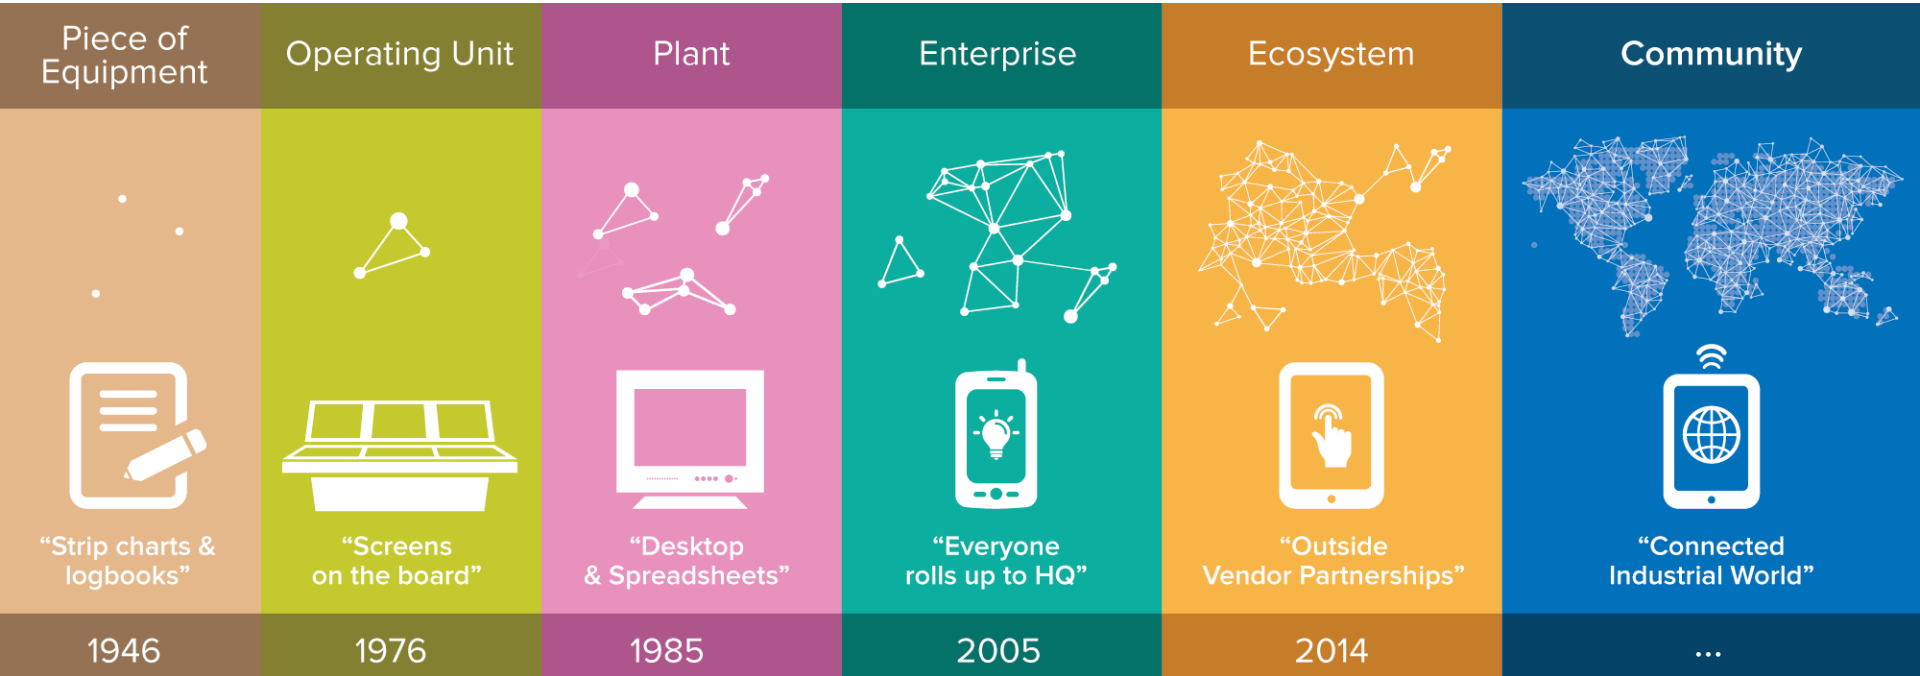 Piece of
Equipment
Operating Unit
Plant
Enterprise
Ecosystem
Community
“Strip charts &
logbooks”
“Screens
on the board”
“Desktop
& Spreadsheets”
“Everyone
rolls up to HQ”
“Outside
Vendor Partnerships”
“Connected
Industrial World”
1946
1976
1985
2005
2014
...